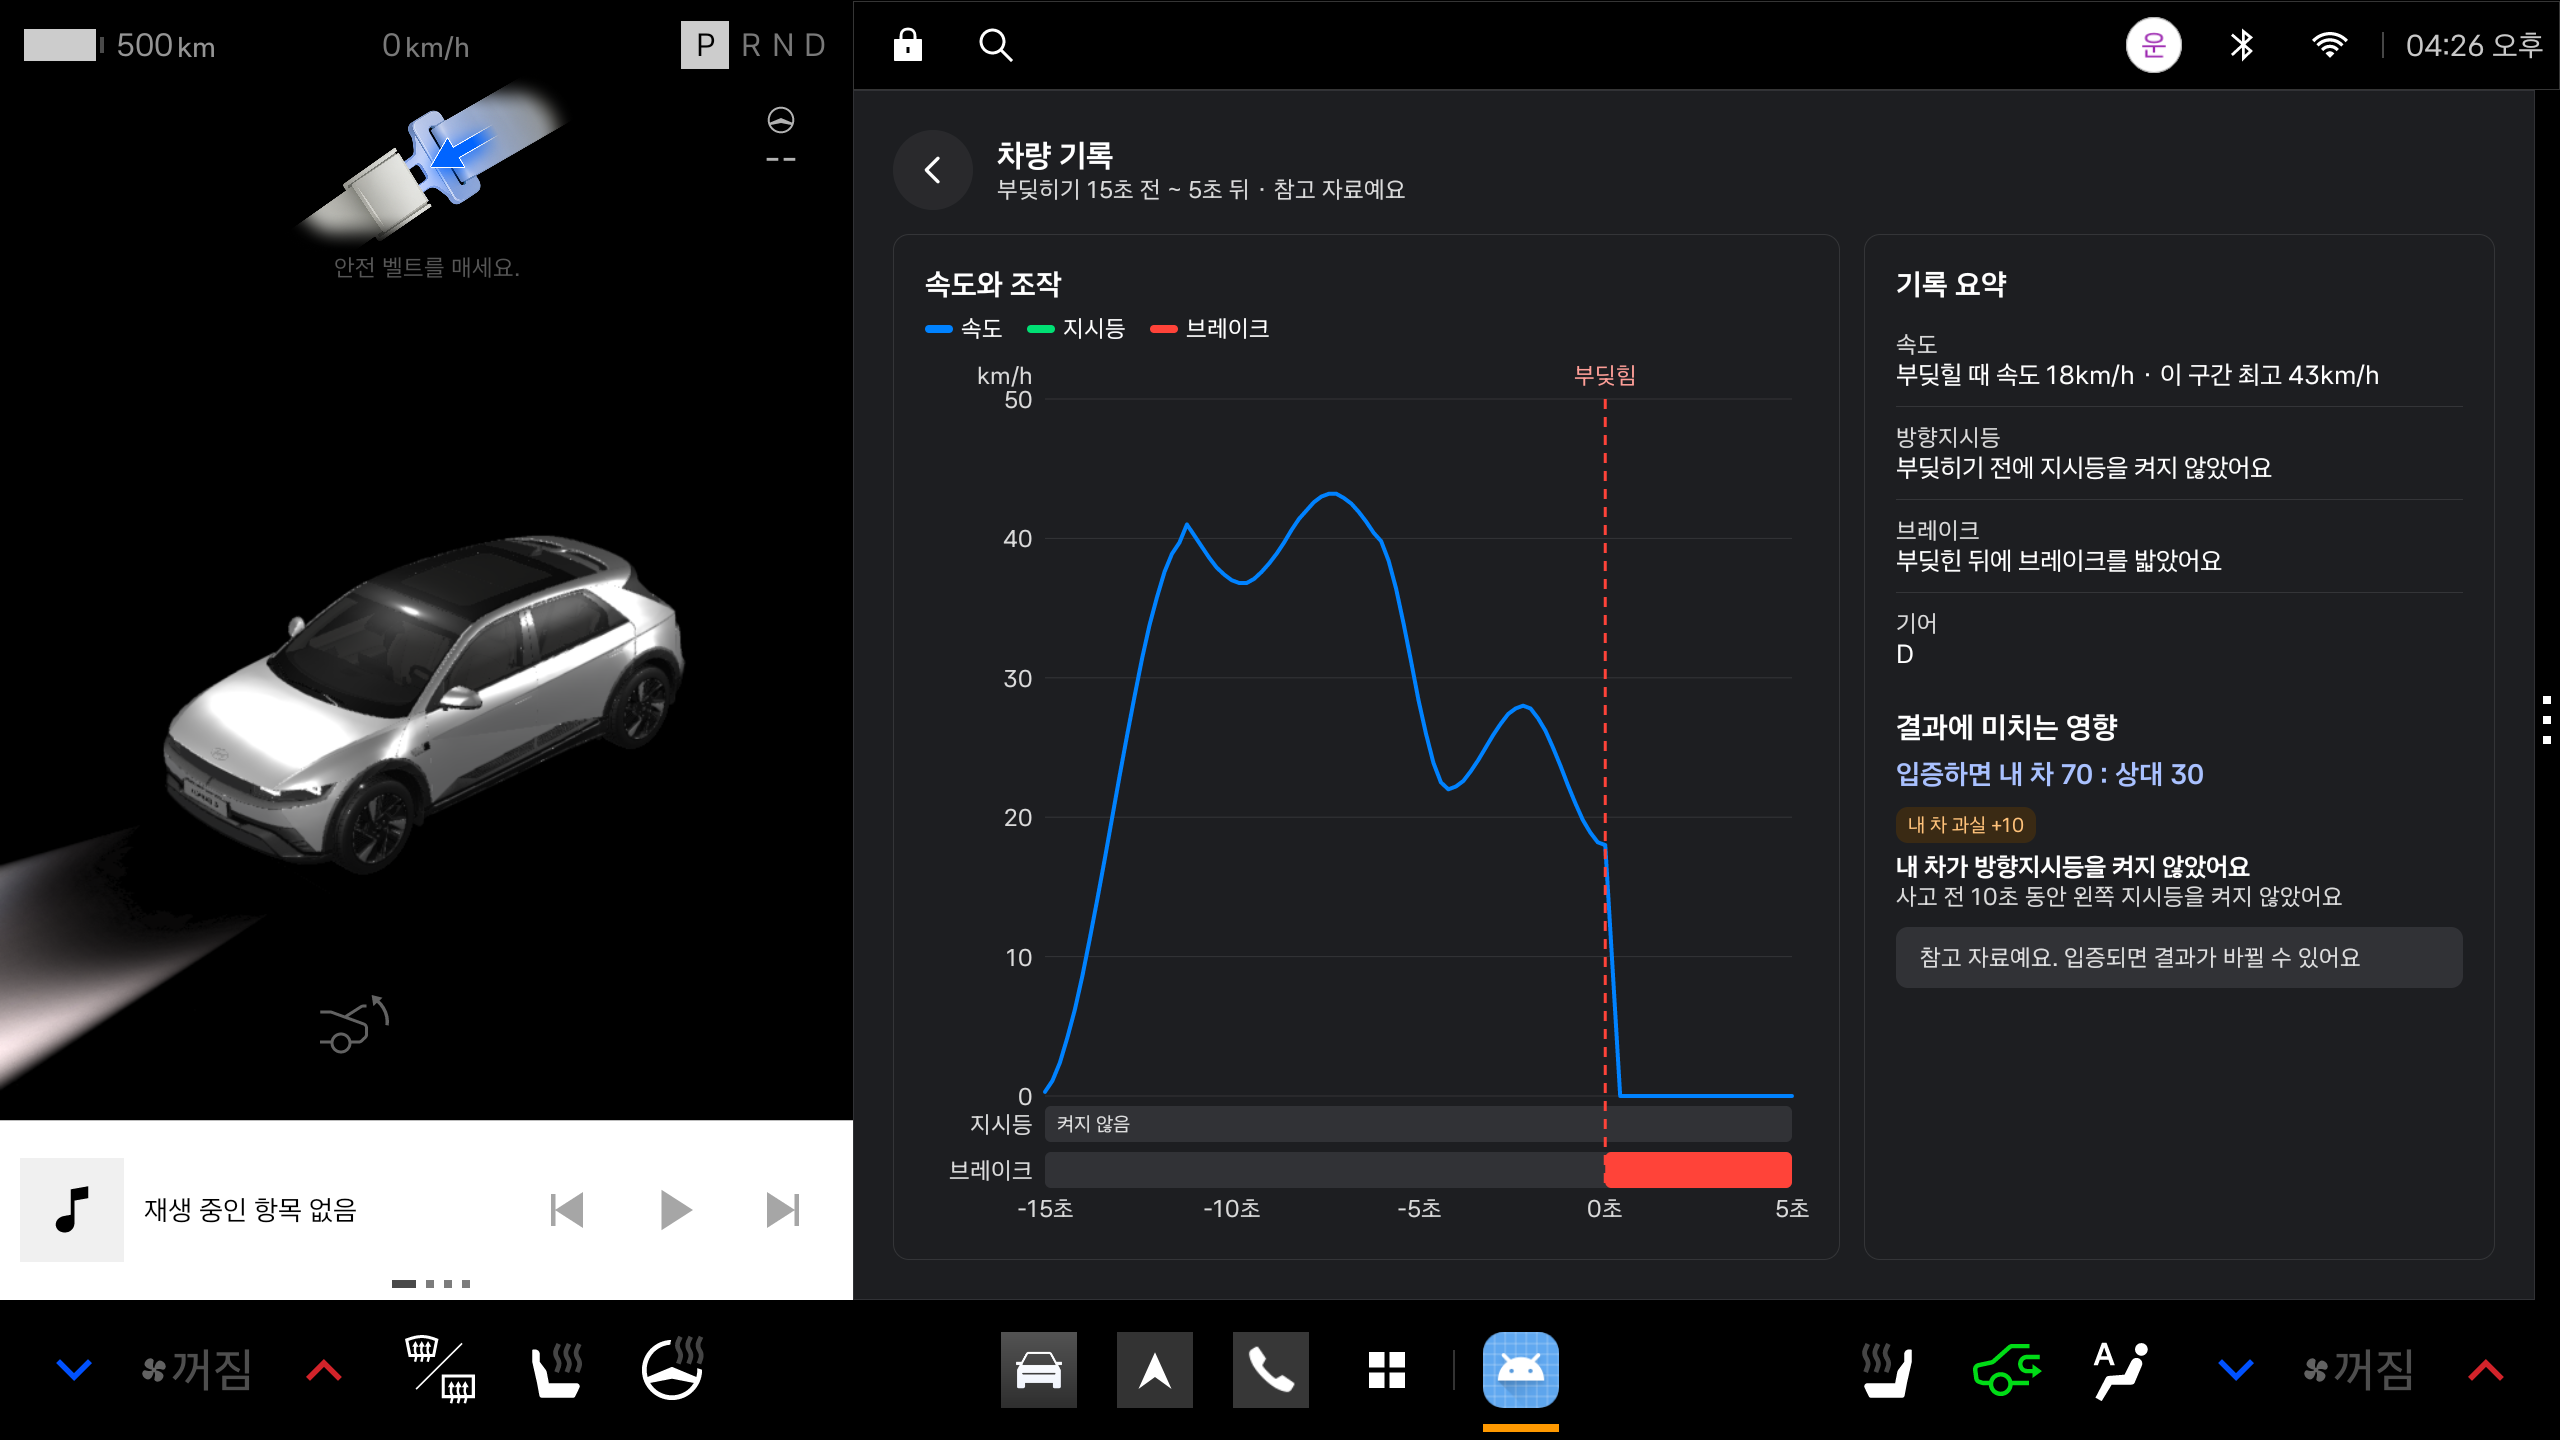 500 km
0 km/h
P R N D
운
04:26 오후
안전 벨트를 매세요.
차량 기록
부딪히기 15초 전 ~ 5초 뒤 · 참고 자료예요
속도와 조작
속도
지시등
브레이크
km/h
부딪힘
50
40
30
20
10
0
지시등
켜지 않음
브레이크
-15초
-10초
-5초
0초
5초
기록 요약
속도
부딪힐 때 속도 18km/h · 이 구간 최고 43km/h
방향지시등
부딪히기 전에 지시등을 켜지 않았어요
브레이크
부딪힌 뒤에 브레이크를 밟았어요
기어
D
결과에 미치는 영향
입증하면 내 차 70 : 상대 30
내 차 과실 +10
내 차가 방향지시등을 켜지 않았어요
사고 전 10초 동안 왼쪽 지시등을 켜지 않았어요
참고 자료예요. 입증되면 결과가 바뀔 수 있어요
재생 중인 항목 없음
꺼짐
A
꺼짐